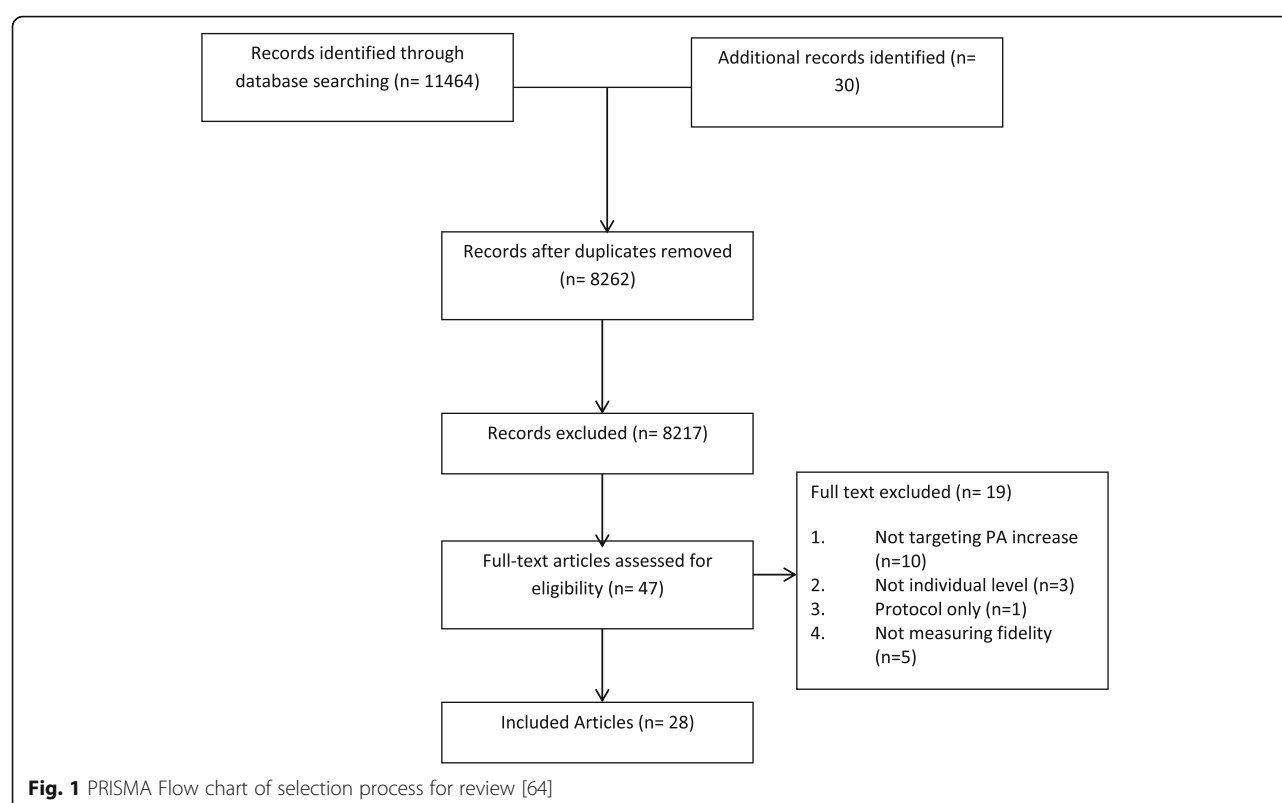 Records identified through
database searching (n= 11464)
Additional records identified (n=
30)
Records after duplicates removed
(n= 8262)
Records excluded (n= 8217)
Full-text articles assessed for
eligibility (n= 47)
Full text excluded (n= 19)
1. Not targeting PA increase
(n=10)
2. Not individual level (n=3)
3. Protocol only (n=1)
4. Not measuring fidelity
(n=5)
Included Articles (n= 28)
Fig. 1 PRISMA Flow chart of selection process for review [64]